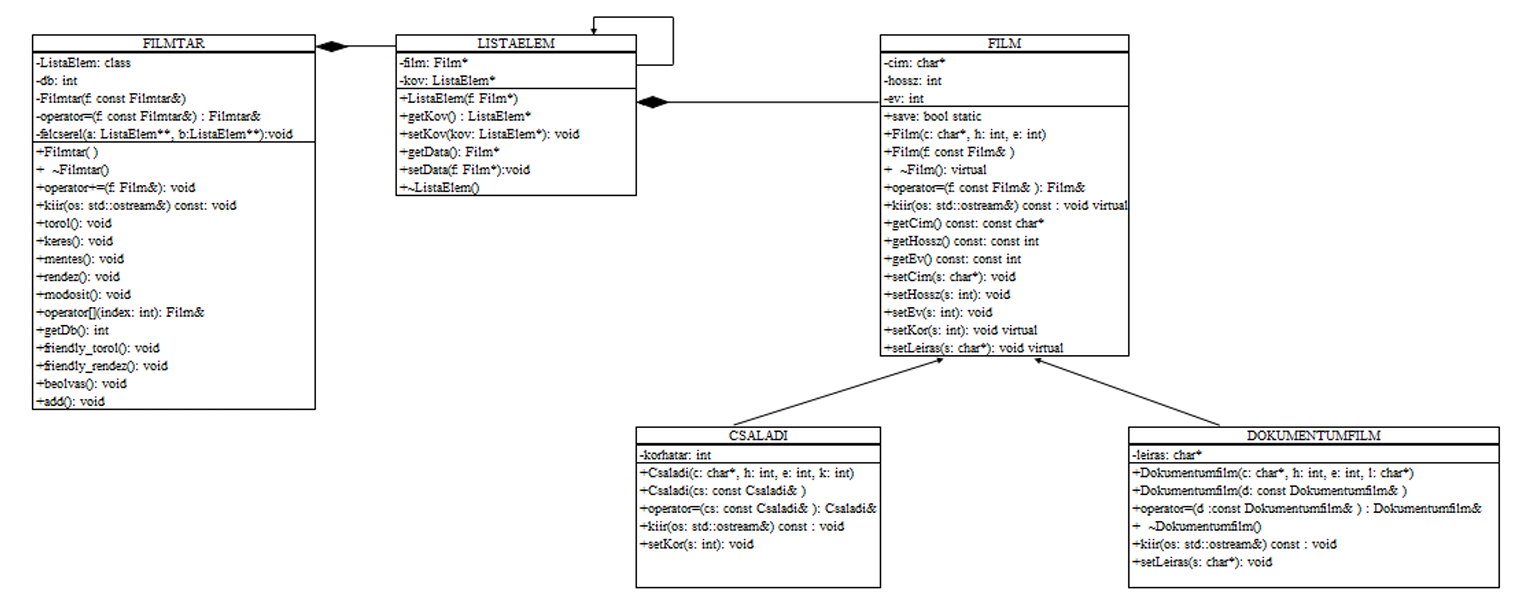 FILMTAR
-ListaElem: class
-db: int
-Filmtar(f: const Filmtar&)
-operator=(f: const Filmtar&) : Filmtar&
-felcserel(a: ListaElem**, b:ListaElem**):void
+Filmtar( )
+ ~Filmtar()
+operator+=(f: Film&): void
+kiir(os: std::ostream&) const: void
+torol(): void
+keres(): void
+mentes(): void
+rendez(): void
+modosit(): void
+operator[](index: int): Film&
+getDb(): int
+friendly_torol(): void
+friendly_rendez(): void
+beolvas(): void
+add(): void
LISTAELEM
-film: Film*
-kov: ListaElem*
+ListaElem(f: Film*)
+getKov() : ListaElem*
+setKov(kov: ListaElem*): void
+getData(): Film*
+setData(f: Film*):void
+~ListaElem()
FILM
-cim: char*
-hossz: int
-ev: int
+save: bool static
+Film(c: char*, h: int, e: int)
+Film(f: const Film& )
+ ~Film(): virtual
+operator=(f: const Film& ): Film&
+kiir(os: std::ostream&) const : void virtual
+getCim() const: const char*
+getHossz() const: const int
+getEv() const: const int
+setCim(s: char*): void
+setHossz(s: int): void
+setEv(s: int): void
+setKor(s: int): void virtual
+setLeiras(s: char*): void virtual
CSALADI
-korhatar: int
+Csaladi(c: char*, h: int, e: int, k: int)
+Csaladi(cs: const Csaladi& )
+operator=(cs: const Csaladi& ): Csaladi&
+kiir(os: std::ostream&) const : void
+setKor(s: int): void
DOKUMENTUMFILM
-leiras: char*
+Dokumentumfilm(c: char*, h: int, e: int, l: char*)
+Dokumentumfilm(d: const Dokumentumfilm& )
+operator=(d :const Dokumentumfilm& ) : Dokumentumfilm&
+ ~Dokumentumfilm()
+kiir(os: std::ostream&) const : void
+setLeiras(s: char*): void